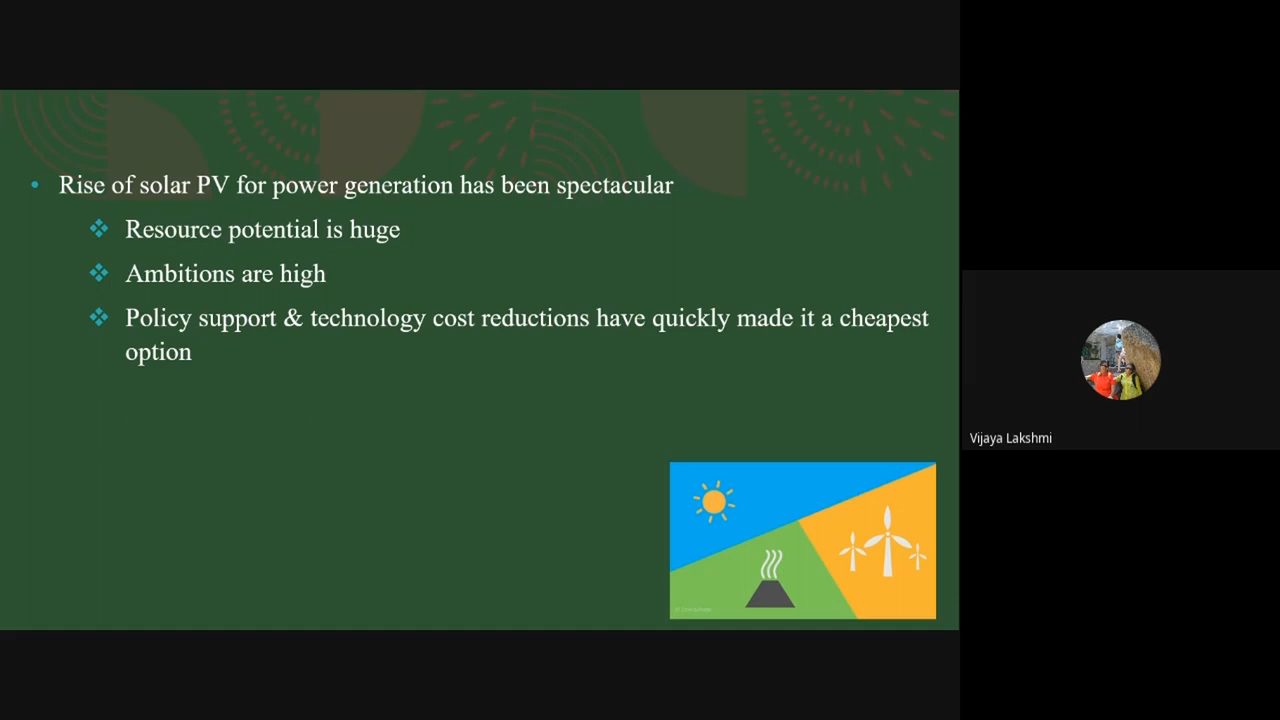 Rise of solar PV for power generation has been spectacular
Resource potential is huge
Ambitions are high
Policy support & technology cost reductions have quickly made it a cheapest
option
Vijaya Lakshmi